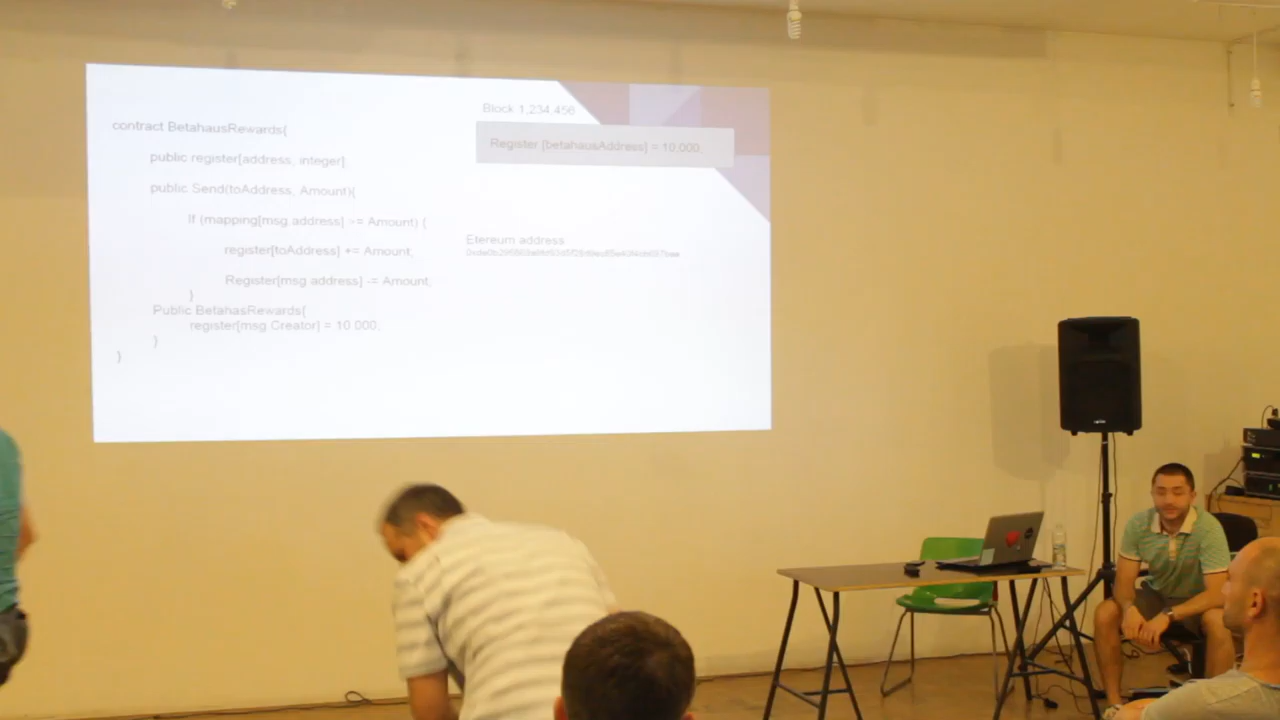 contract BetahausRewards{
public register[address, integer]
public Send(toAddress, Amount){
If (mapping[msg.address] >= Amount) {
register[toAddress] += Amount;
Register[msg.address] -= Amount;
}
Public BetahasRewards{
register[msg.Creator] = 10 000;
}
}
Block 1,234,456
Register [betahausAddress] = 10,000;
Etereum address